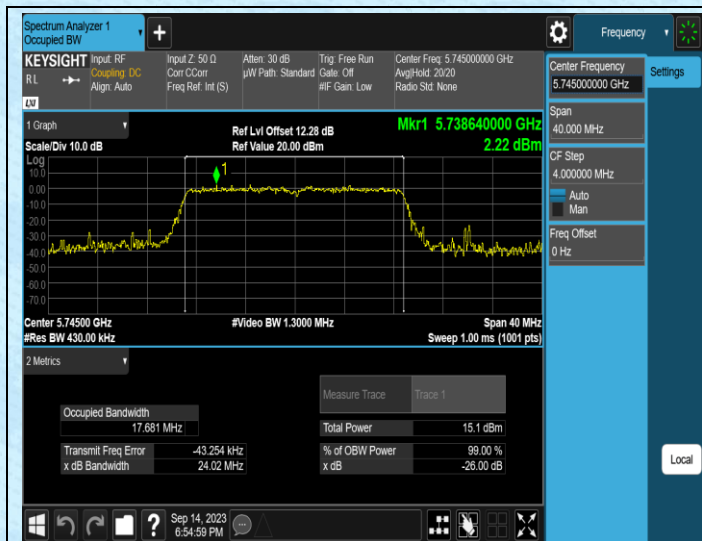 Spectrum Analyzer 1
Occupied BW
+
Frequency
KEYSIGHT
R L
LXI
Input: RF
Coupling: DC
Align: Auto
Input Z: 50 Ω
Corr CCorr
Freq Ref: Int (S)
Atten: 30 dB
µW Path: Standard
Trig: Free Run
Gate: Off
#IF Gain: Low
Center Freq: 5.745000000 GHz
Avg|Hold: 20/20
Radio Std: None
Center Frequency
5.745000000 GHz
Settings
Span
40.000 MHz
CF Step
4.000000 MHz
Auto
Man
Freq Offset
0 Hz
1 Graph
Scale/Div 10.0 dB
Ref Lvl Offset 12.28 dB
Ref Value 20.00 dBm
Mkr1 5.738640000 GHz
2.22 dBm
Log
10.0
0.00
-10.0
-20.0
-30.0
-40.0
-50.0
-60.0
-70.0
1
Center 5.74500 GHz
#Res BW 430.00 kHz
#Video BW 1.3000 MHz
Span 40 MHz
Sweep 1.00 ms (1001 pts)
2 Metrics
Measure Trace
Trace 1
Occupied Bandwidth
17.681 MHz
Total Power
15.1 dBm
Transmit Freq Error
-43.254 kHz
% of OBW Power
99.00 %
x dB Bandwidth
24.02 MHz
x dB
-26.00 dB
Local
?
Sep 14, 2023
6:54:59 PM